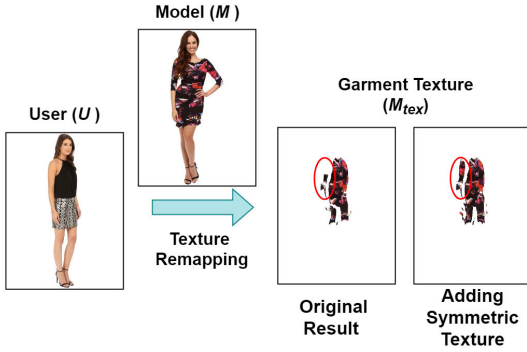 Model (M )
User (U )
Garment Texture
(Mtex)
Texture
Remapping
Original
Result
Adding
Symmetric
Texture